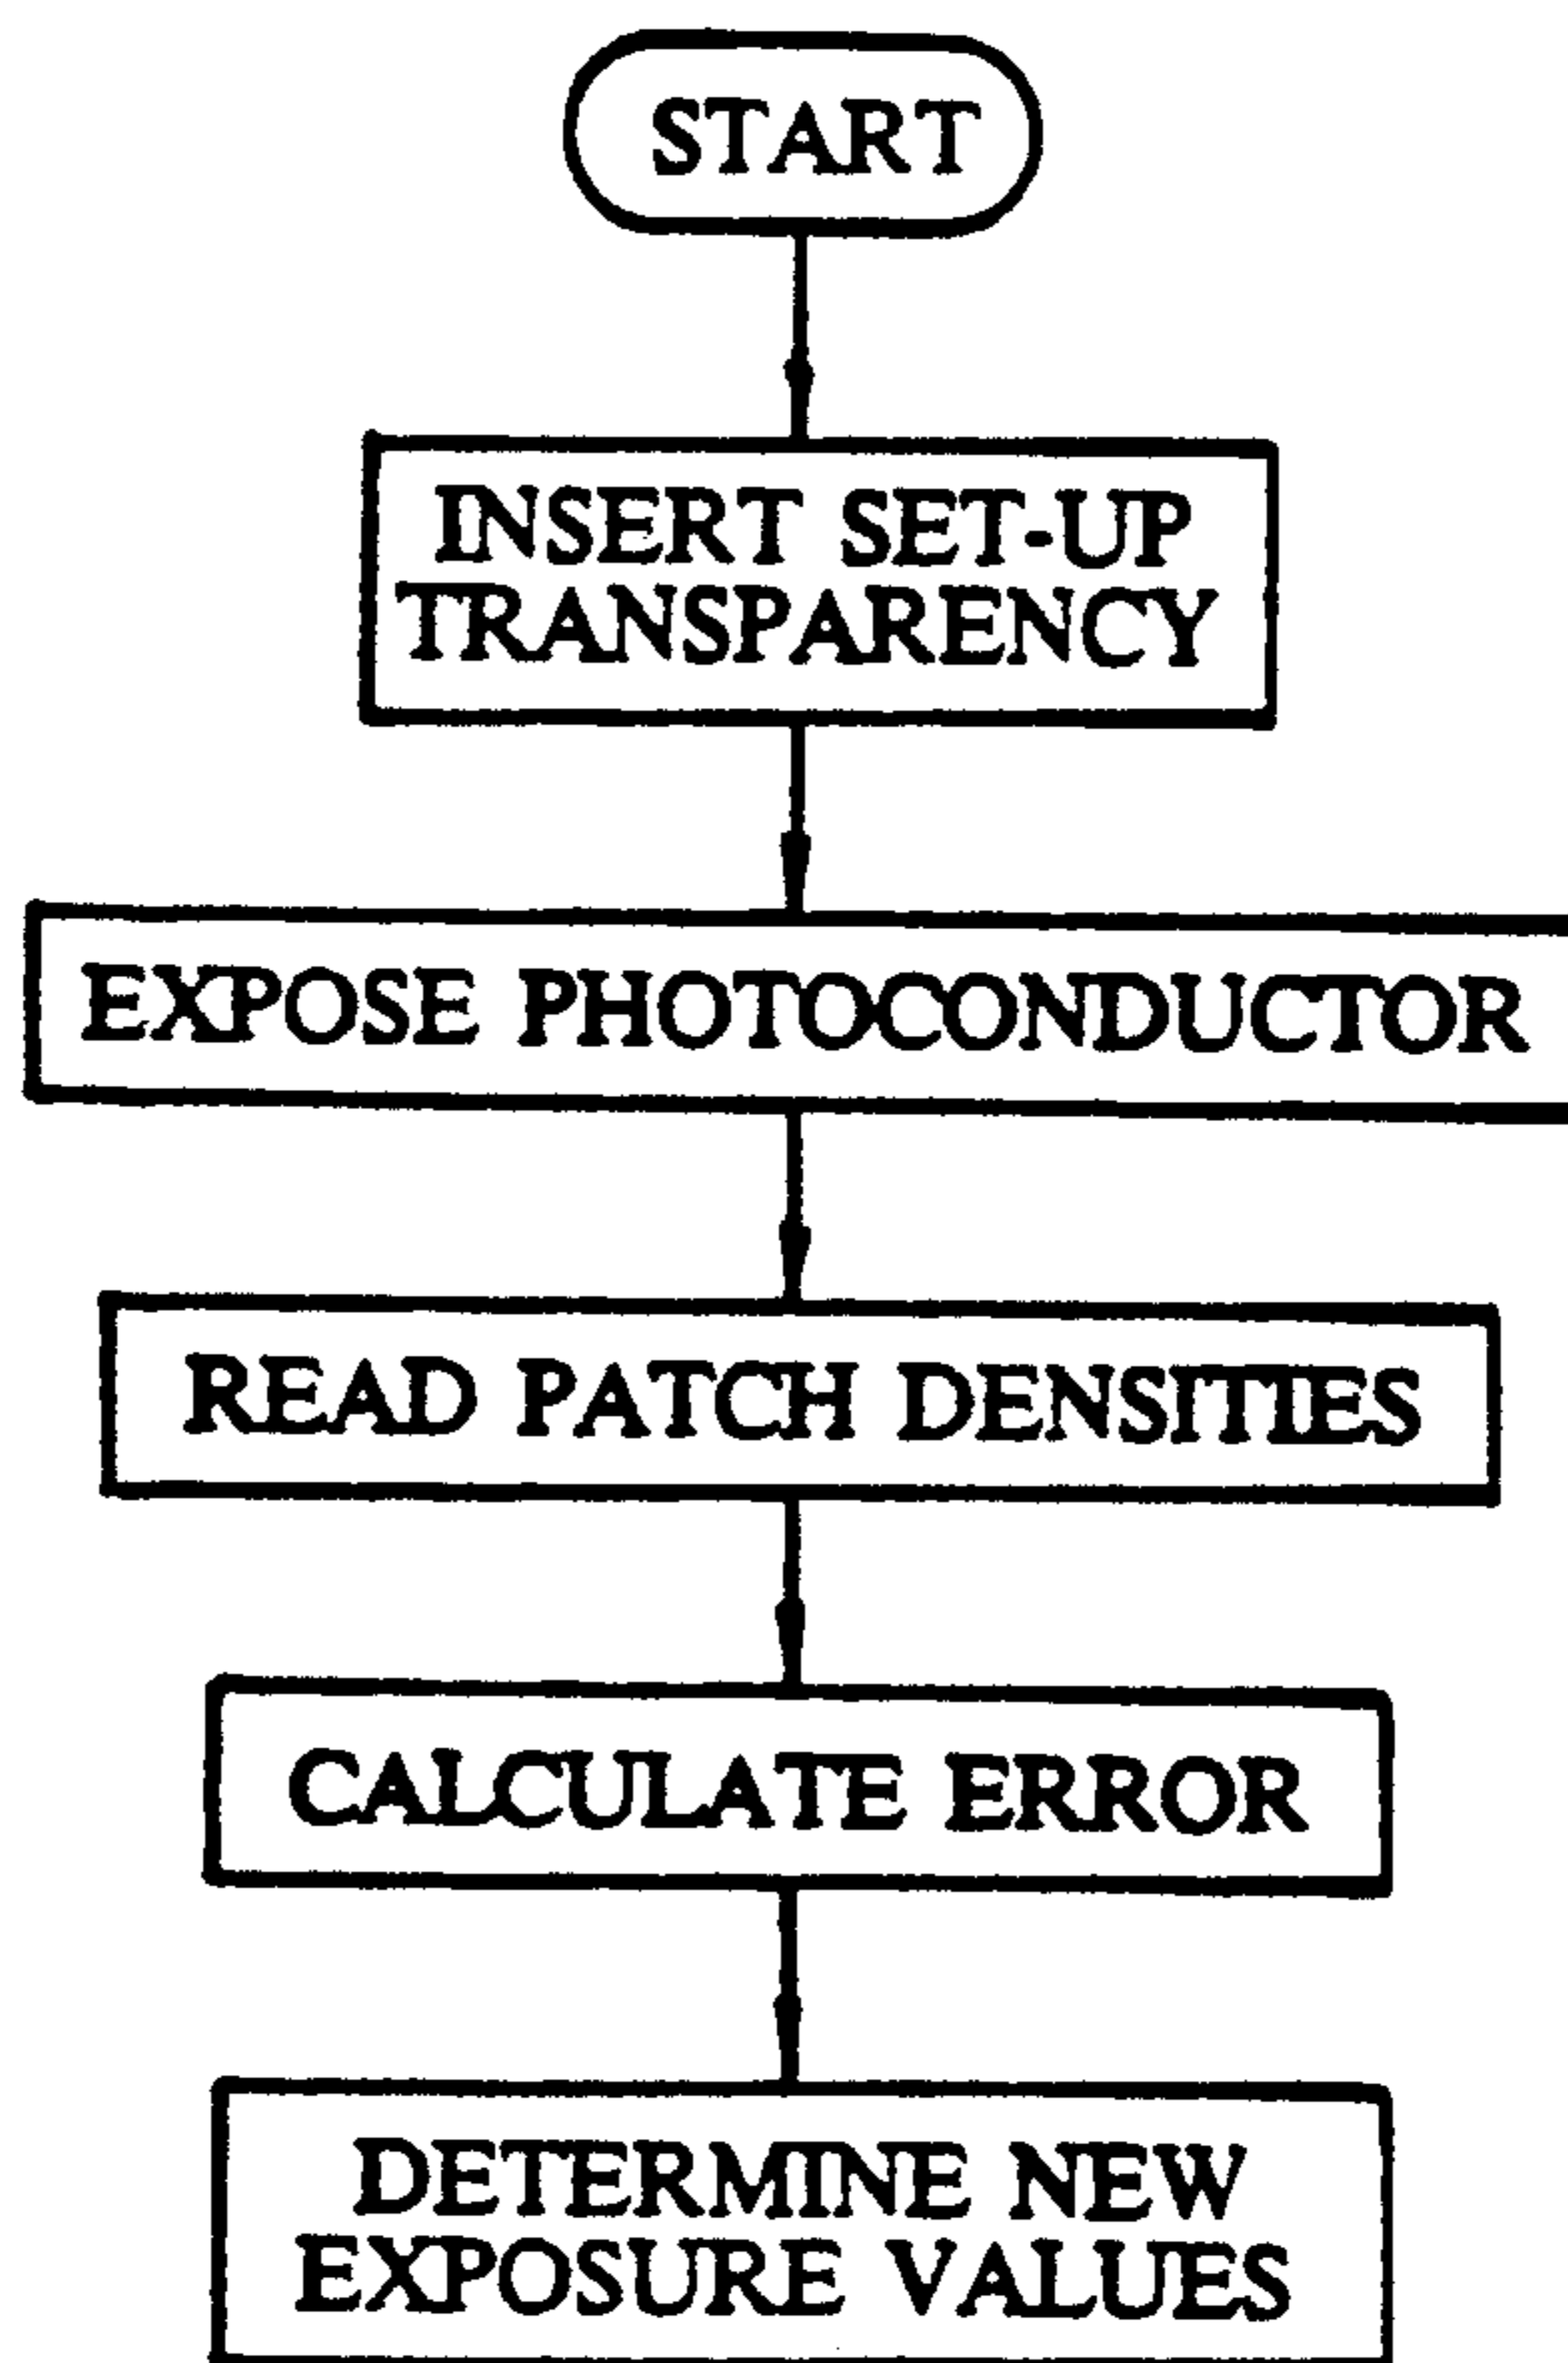 START
INSERT SET-UP
TRANSPARENCY
EXPOSE PHOTOCONDUCTOR
READ PATCH DENSITIES
CALCULATE ERROR
DETERMINE NEW
EXPOSURE VALUES